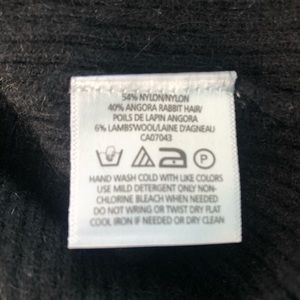 54% NYLON/NYLON
40% ANGORA RABBIT HAIR/
POILS DE LAPIN ANGORA
6% LAMBSWOOL/LAINE D'AGNEAU
CA07043
P
HAND WASH COLD WITH LIKE COLORS
USE MILD DETERGENT ONLY NON-
CHLORINE BLEACH WHEN NEEDED
DO NOT WRING OR TWIST DRY FLAT
COOL IRON IF NEEDED OR DRY CLEAN